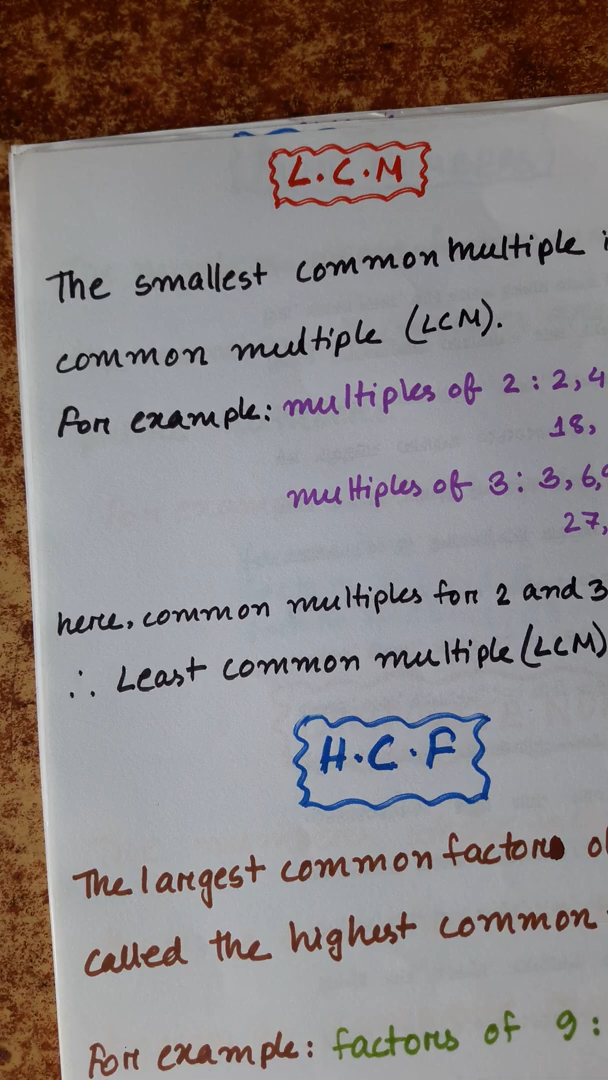 L.C.M
The smallest common multiple
common multiple (LCM).
For example: multiples of 2: 2, 4
18,
multiples of 3: 3, 6,
27,
here, common multiples for 2 and 3
∴ Least common multiple (LCM)
H.C.F
The largest common factor
called the highest common
For example: factors of 9: